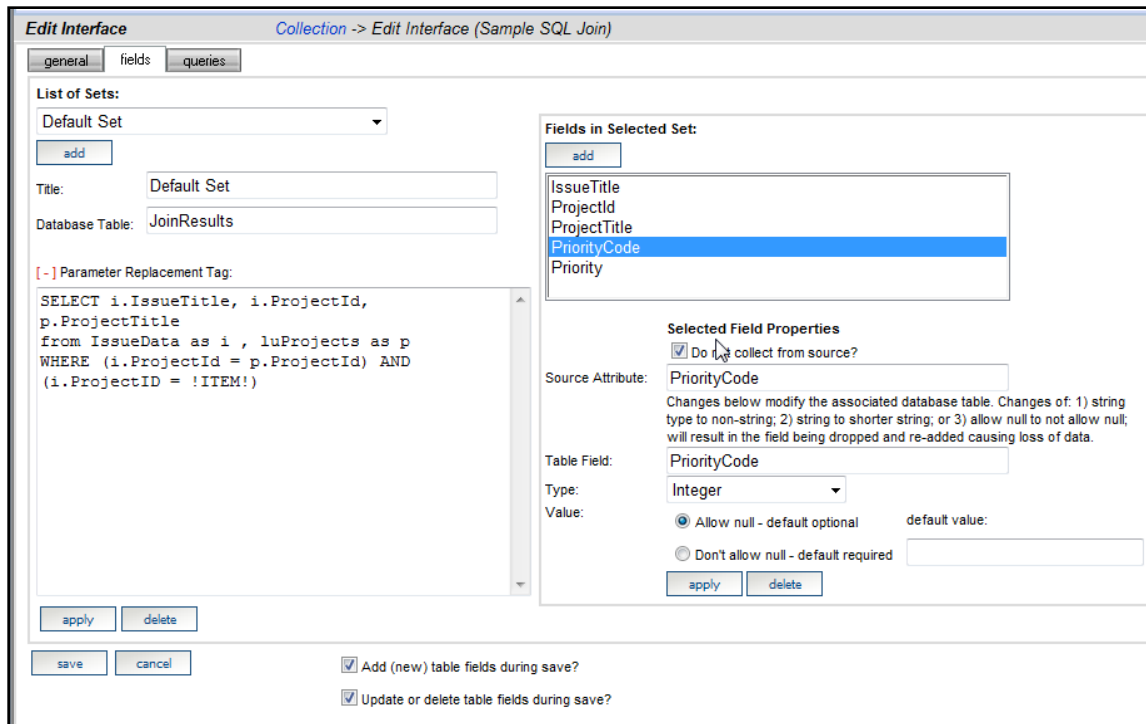 Edit Interface
Collection -> Edit Interface (Sample SQL Join)
general
fields
queries
List of Sets:
Default Set
add
Title:
Default Set
Database Table:
JoinResults
[-] Parameter Replacement Tag:
SELECT i.IssueTitle, i.ProjectId,
p.ProjectTitle
from IssueData as i , luProjects as p
WHERE (i.ProjectId = p.ProjectId) AND
(i.ProjectID = !ITEM!)
apply
delete
Fields in Selected Set:
add
IssueTitle
ProjectId
ProjectTitle
PriorityCode
Priority
Selected Field Properties
Do not collect from source?
Source Attribute:
PriorityCode
Changes below modify the associated database table. Changes of: 1) string
type to non-string; 2) string to shorter string; or 3) allow null to not allow null;
will result in the field being dropped and re-added causing loss of data.
Table Field:
PriorityCode
Type:
Integer
Value:
Allow null - default optional
default value:
Don't allow null - default required
apply
delete
save
cancel
Add (new) table fields during save?
Update or delete table fields during save?